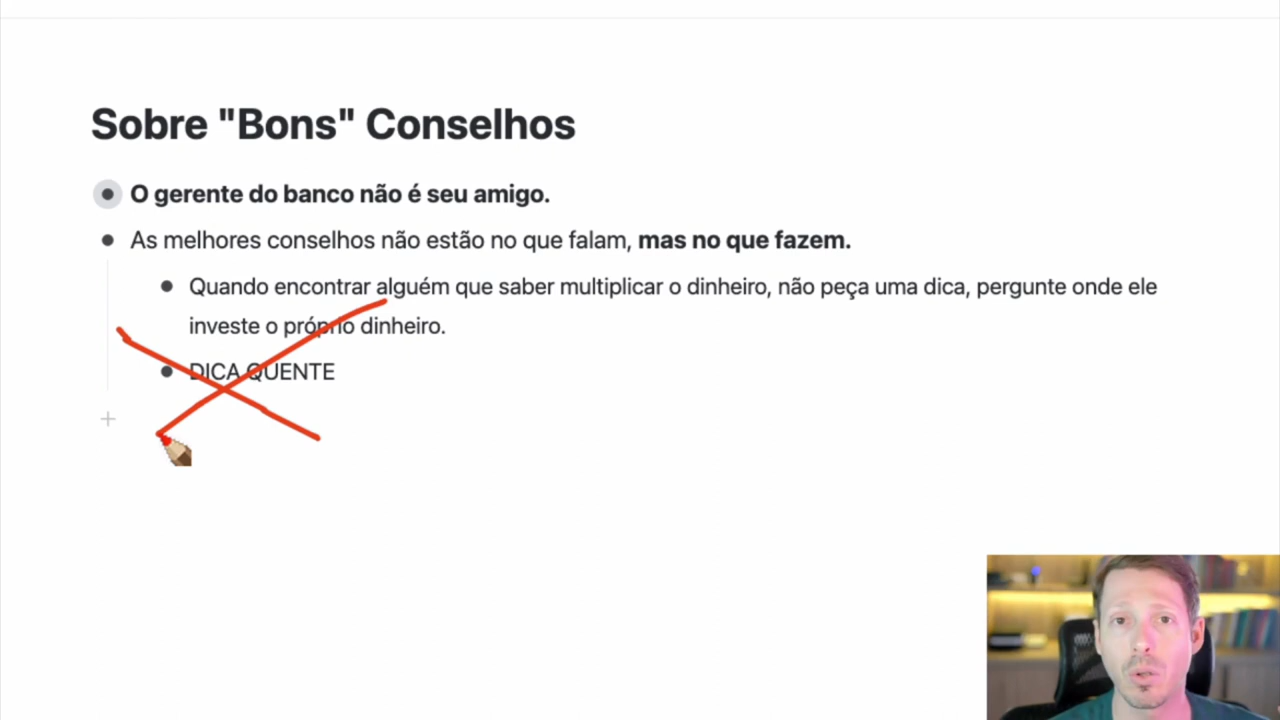 Sobre "Bons" Conselhos
O gerente do banco não é seu amigo.
As melhores conselhos não estão no que falam, mas no que fazem.
Quando encontrar alguém que saber multiplicar o dinheiro, não peça uma dica, pergunte onde ele
investe o próprio dinheiro.
DICA QUENTE